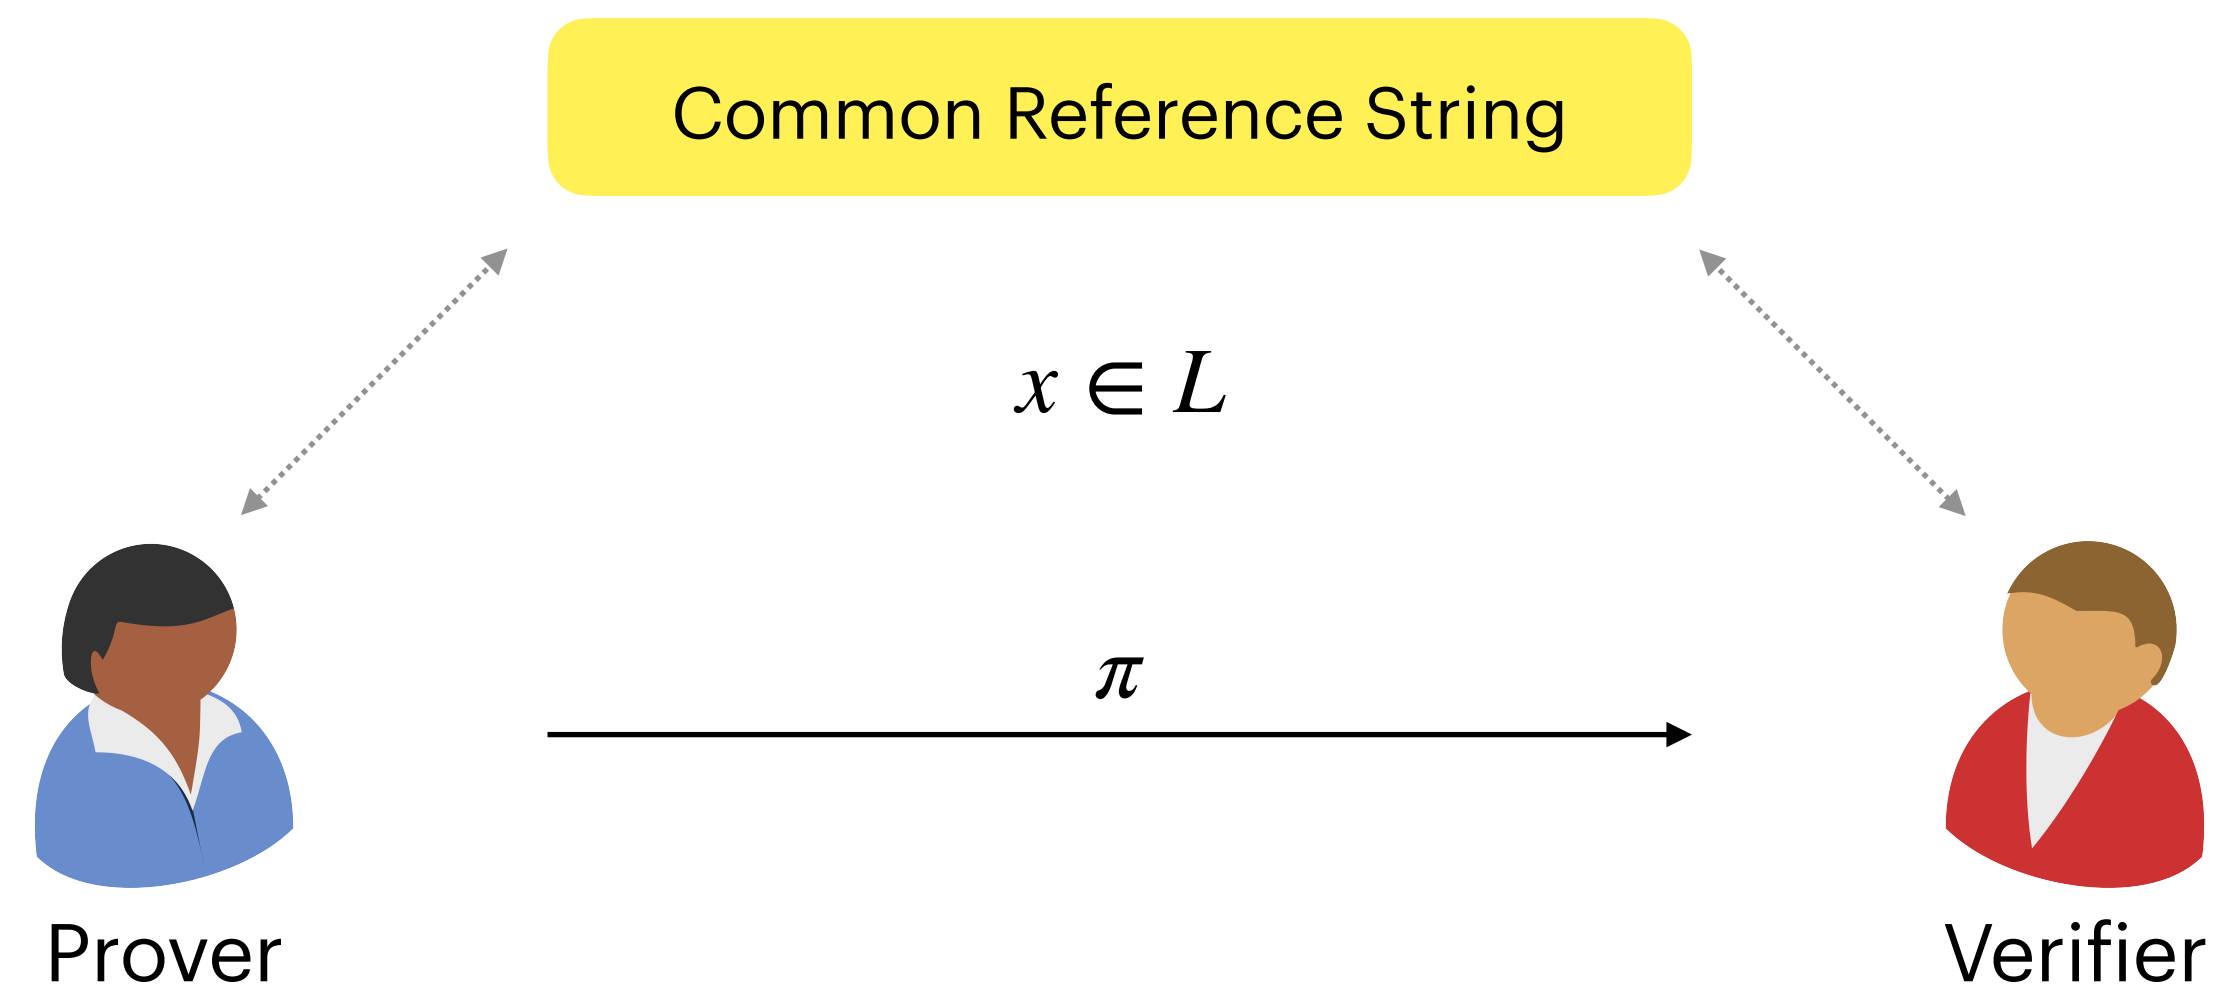 Common Reference String
x ∈ L
π
Prover
Verifier